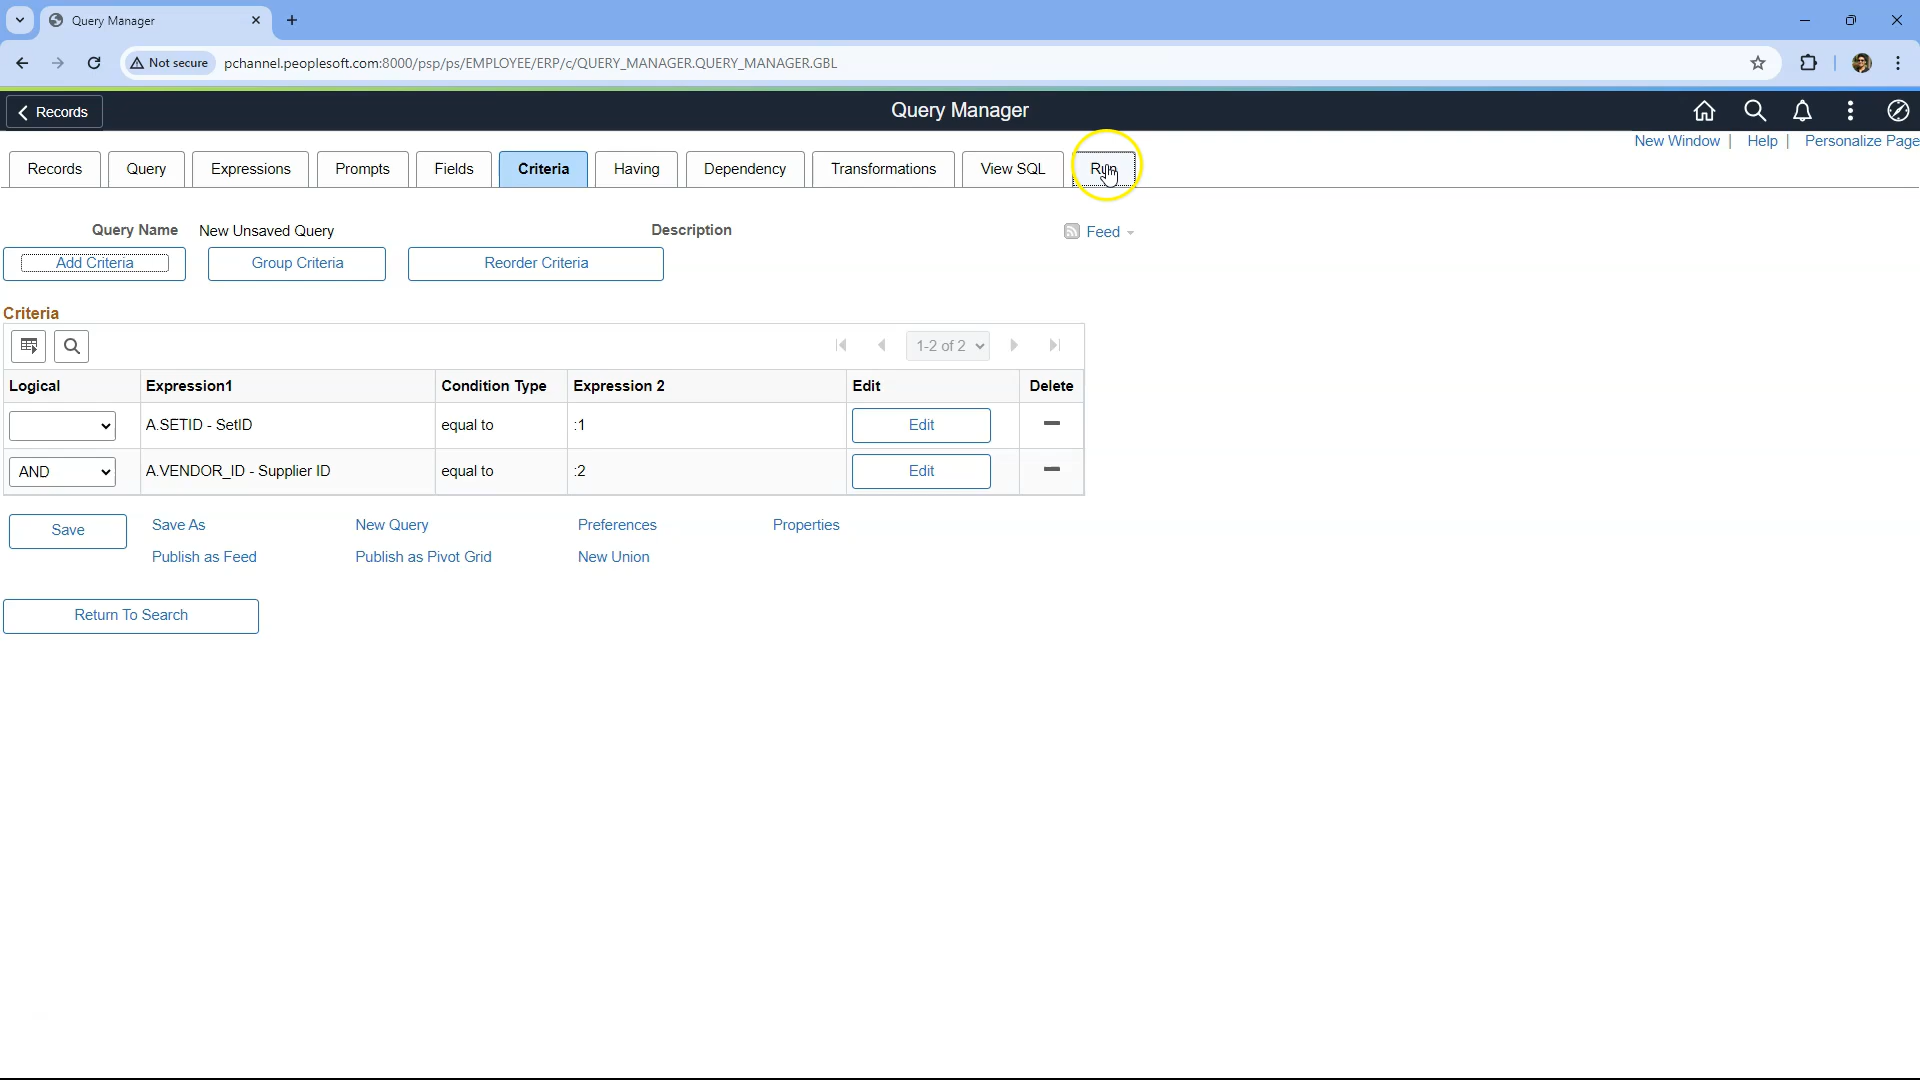 Query Manager
Not secure pchannel.peoplesoft.com:8000/psp/ps/EMPLOYEE/ERP/c/QUERY_MANAGER.QUERY_MANAGER.GBL
Records Query Manager
New Window | Help | Personalize Page
Records Query Expressions Prompts Fields Criteria Having Dependency Transformations View SQL Run
Query Name New Unsaved Query Description Feed
Add Criteria Group Criteria Reorder Criteria
Criteria
1-2 of 2
Logical Expression1 Condition Type Expression 2 Edit Delete
A.SETID - SetID equal to :1 Edit
AND A.VENDOR_ID - Supplier ID equal to :2 Edit
Save Save As New Query Preferences Properties
Publish as Feed Publish as Pivot Grid New Union
Return To Search